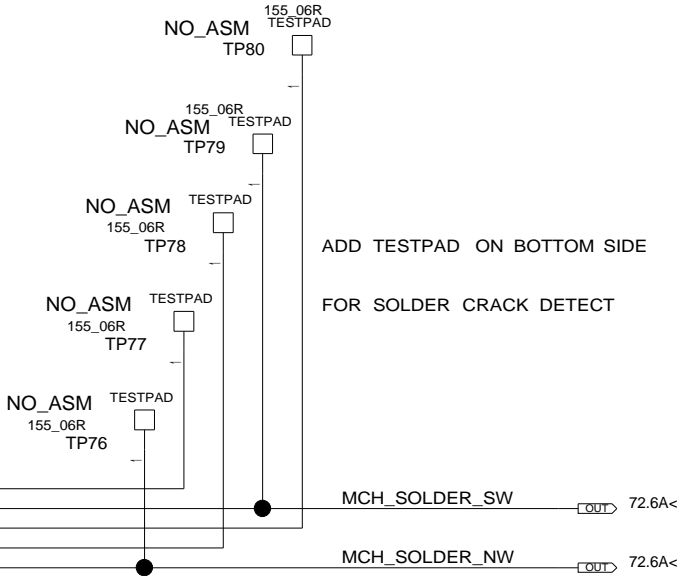 155_06R
NO_ASM TESTPAD
TP80
155_06R
NO_ASM TESTPAD
TP79
NO_ASM TESTPAD
155_06R
TP78
ADD TESTPAD ON BOTTOM SIDE
NO_ASM TESTPAD
155_06R
TP77
FOR SOLDER CRACK DETECT
NO_ASM TESTPAD
155_06R
TP76
MCH_SOLDER_SW OUT 72.6A<
MCH_SOLDER_NW OUT 72.6A<